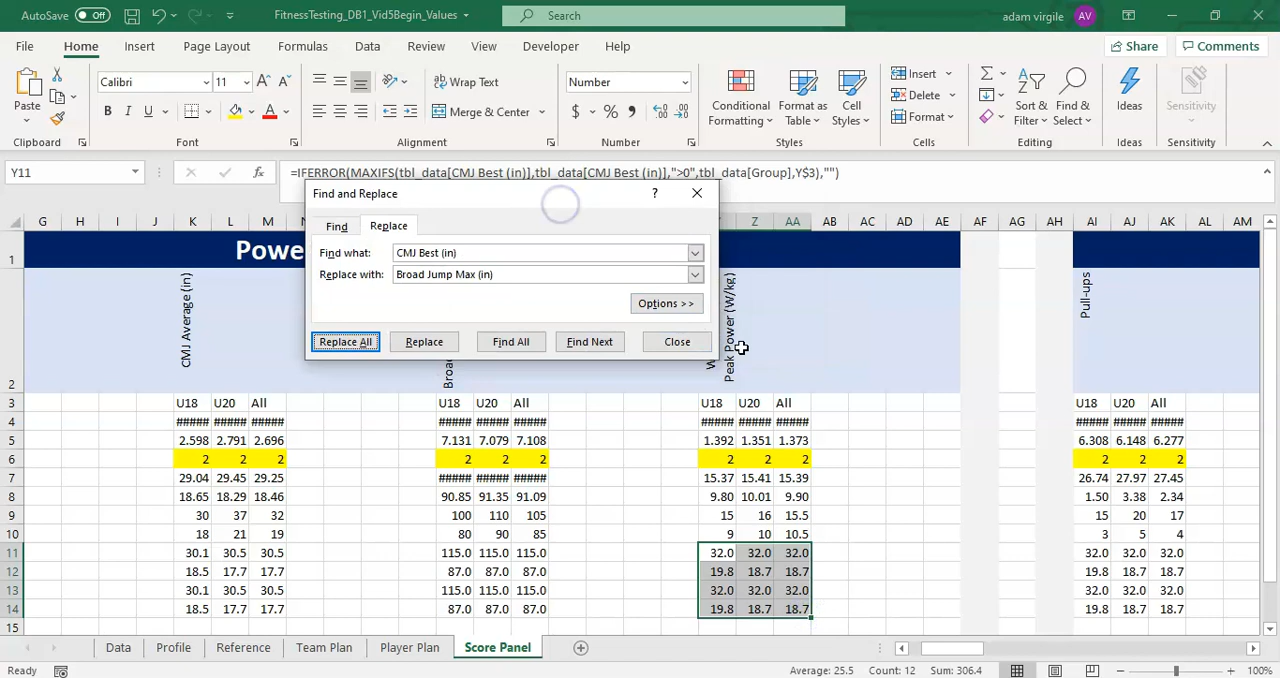 AutoSave Off FitnessTesting_DB1_Vid5Begin_Values Search adam virgile AV
File Home Insert Page Layout Formulas Data Review View Developer Help Share Comments
Paste Calibri 11 B I U Wrap Text Merge & Center Number $ % Conditional Formatting Format as Table Cell Styles Insert Delete Format Sort & Filter Find & Select Ideas Sensitivity
Clipboard Font Alignment Number Styles Cells Editing Ideas Sensitivity
Y11 fx =IFERROR(MAXIFS(tbl_data[CMJ Best (in)],tbl_data[CMJ Best (in)],">0",tbl_data[Group],Y$3),"")
Find and Replace ?
Find Replace
Find what: CMJ Best (in)
Replace with: Broad Jump Max (in)
Options >>
Replace All Replace Find All Find Next Close
G H I J K L M Z AA AB AC AD AE AF AG AH AI AJ AK AL AM
1 Powe
2 CMJ Average (in) Broa Peak Power (W/kg) Pull-ups
3 U18 U20 All U18 U20 All U18 U20 All U18 U20 All
4 ##### ##### ##### ##### ##### ##### ##### ##### ##### ##### ##### #####
5 2.598 2.791 2.696 7.131 7.079 7.108 1.392 1.351 1.373 6.308 6.148 6.277
6 2 2 2 2 2 2 2 2 2 2 2 2
7 29.04 29.45 29.25 ##### ##### ##### 15.37 15.41 15.39 26.74 27.97 27.45
8 18.65 18.29 18.46 90.85 91.35 91.09 9.80 10.01 9.90 1.50 3.38 2.34
9 30 37 32 100 110 105 15 16 15.5 15 20 17
10 18 21 19 80 90 85 9 10 10.5 3 5 4
11 30.1 30.5 30.5 115.0 115.0 115.0 32.0 32.0 32.0 32.0 32.0 32.0
12 18.5 17.7 17.7 87.0 87.0 87.0 19.8 18.7 18.7 19.8 18.7 18.7
13 30.1 30.5 30.5 115.0 115.0 115.0 32.0 32.0 32.0 32.0 32.0 32.0
14 18.5 17.7 17.7 87.0 87.0 87.0 19.8 18.7 18.7 19.8 18.7 18.7
15
Data Profile Reference Team Plan Player Plan Score Panel
Ready Average: 25.5 Count: 12 Sum: 306.4 100%